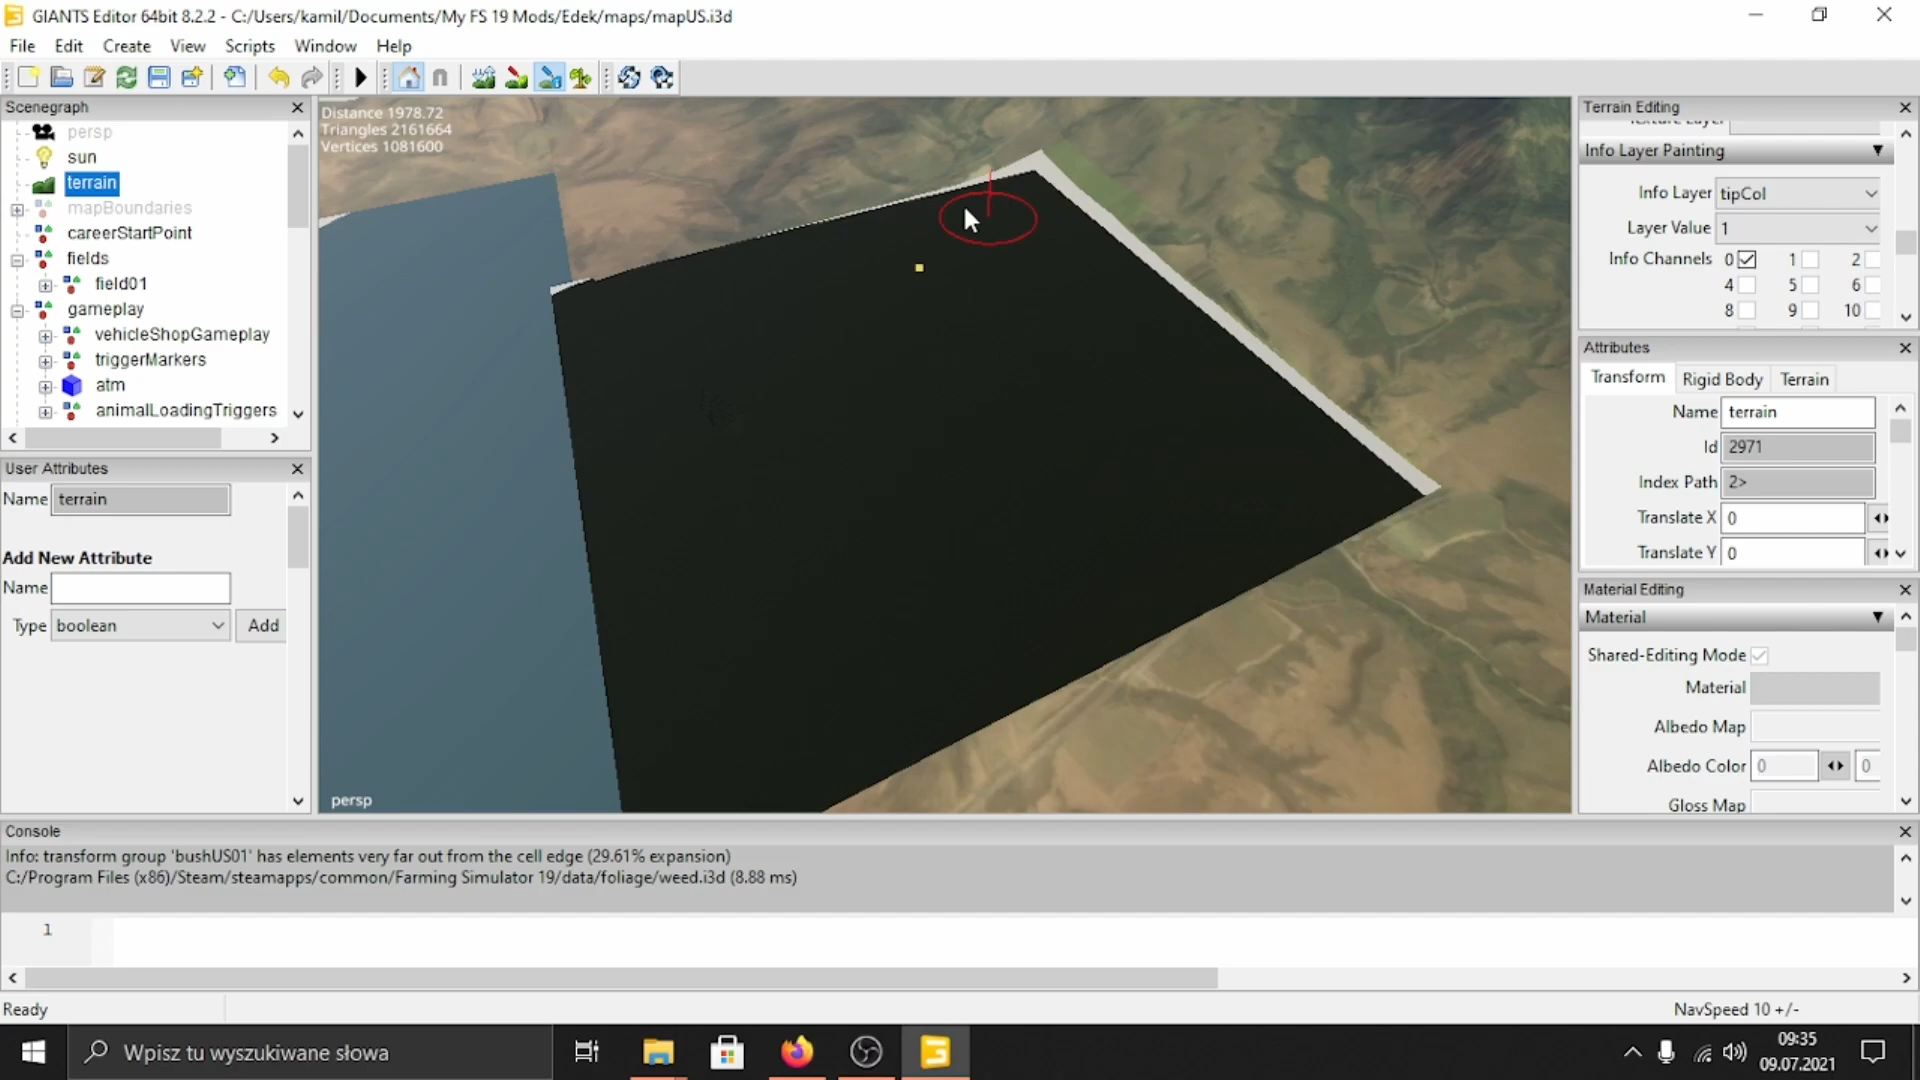 GIANTS Editor 64bit 8.2.2 - C:/Users/kamil/Documents/My FS 19 Mods/Edek/maps/mapUS.i3d
File Edit Create View Scripts Window Help
Scenegraph
persp
sun
terrain
mapBoundaries
careerStartPoint
fields
field01
gameplay
vehicleShopGameplay
triggerMarkers
atm
animalLoadingTriggers
User Attributes
Name terrain
Add New Attribute
Name
Type boolean Add
Distance 1978.72
Triangles 2161664
Vertices 1081600
persp
Terrain Editing
Texture Layer
Info Layer Painting
Info Layer tipCol
Layer Value 1
Info Channels 0 1 2
4 5 6
8 9 10
Attributes
Transform Rigid Body Terrain
Name terrain
Id 2971
Index Path 2>
Translate X 0
Translate Y 0
Material Editing
Material
Shared-Editing Mode
Material
Albedo Map
Albedo Color 0 0
Gloss Map
Console
Info: transform group 'bushUS01' has elements very far out from the cell edge (29.61% expansion)
C:/Program Files (x86)/Steam/steamapps/common/Farming Simulator 19/data/foliage/weed.i3d (8.88 ms)
1
Ready
NavSpeed 10 +/-
Wpisz tu wyszukiwane słowa
09:35
09.07.2021